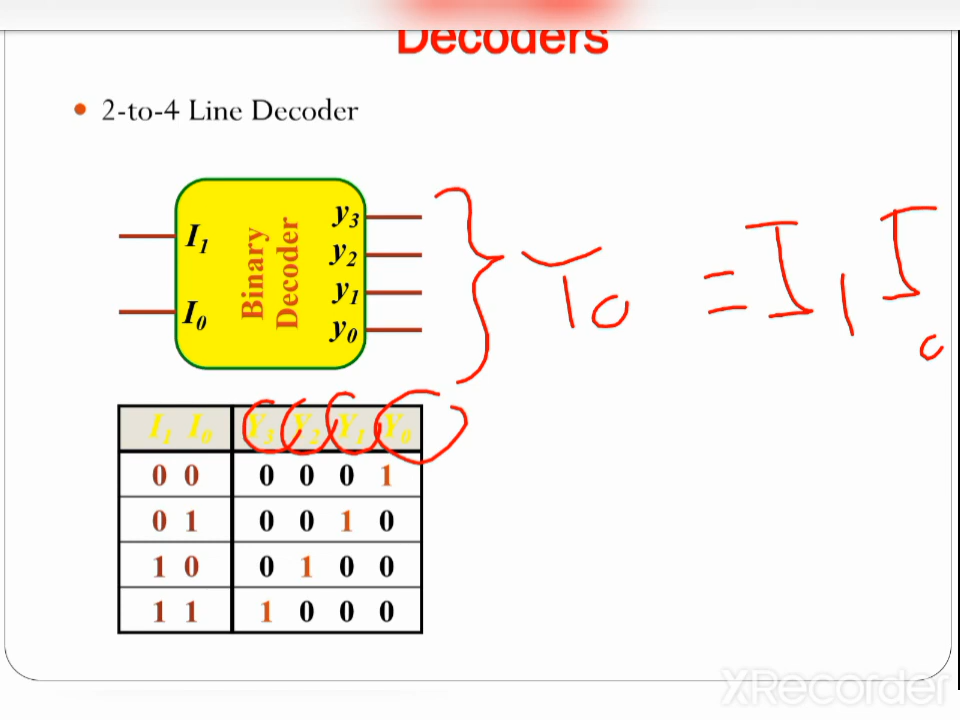 Decoders
• 2-to-4 Line Decoder
I1
I0
Binary
Decoder
y3
y2
y1
y0
Y0 = I1 I0
I1 I0 Y3 Y2 Y1 Y0
0 0 0 0 0 1
0 1 0 0 1 0
1 0 0 1 0 0
1 1 1 0 0 0
XRecorder